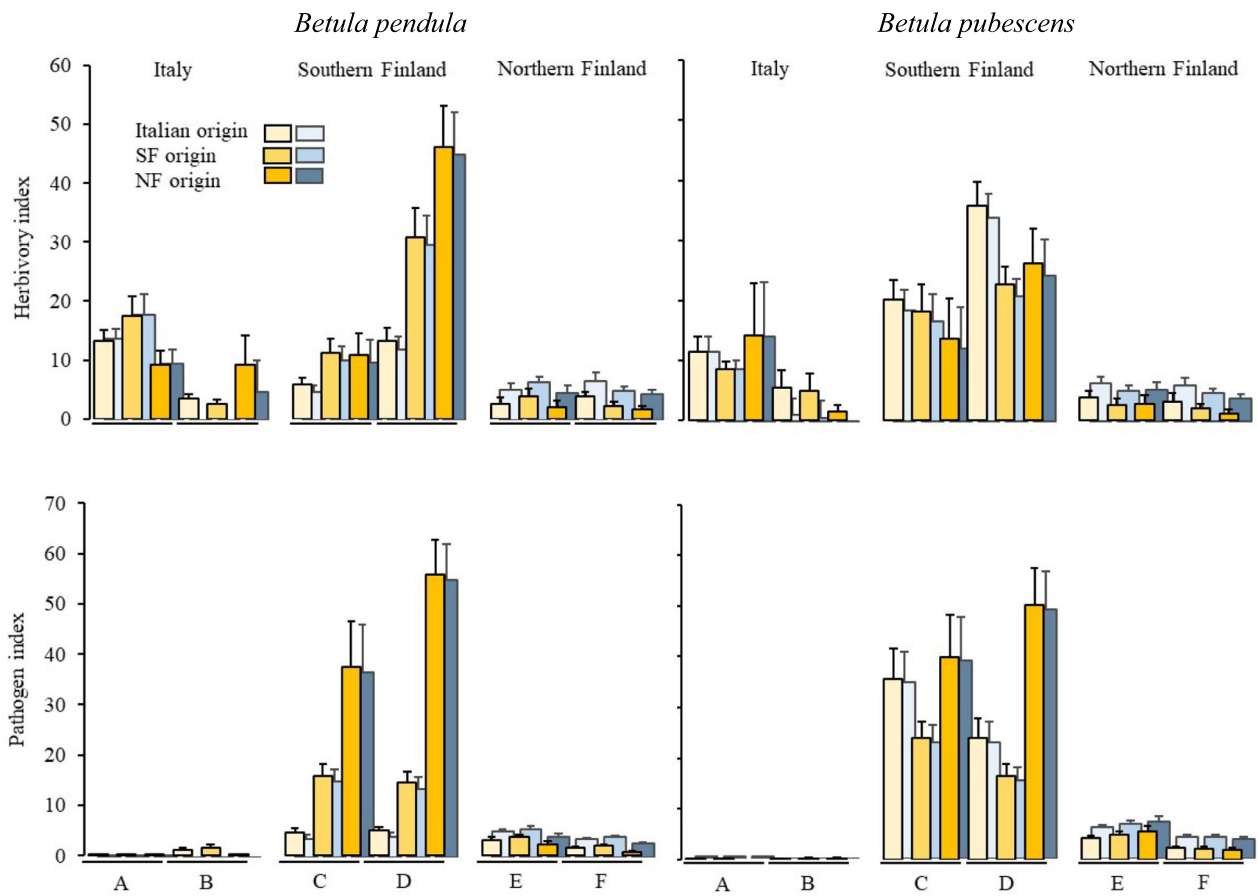 Betula pendula Betula pubescens
60 Italy Southern Finland Northern Finland Italy Southern Finland Northern Finland
50
Italian origin
SF origin
NF origin
40
30
20
10
0
Herbivory index
70
60
50
40
30
20
10
0
Pathogen index
A B C D E F A B C D E F